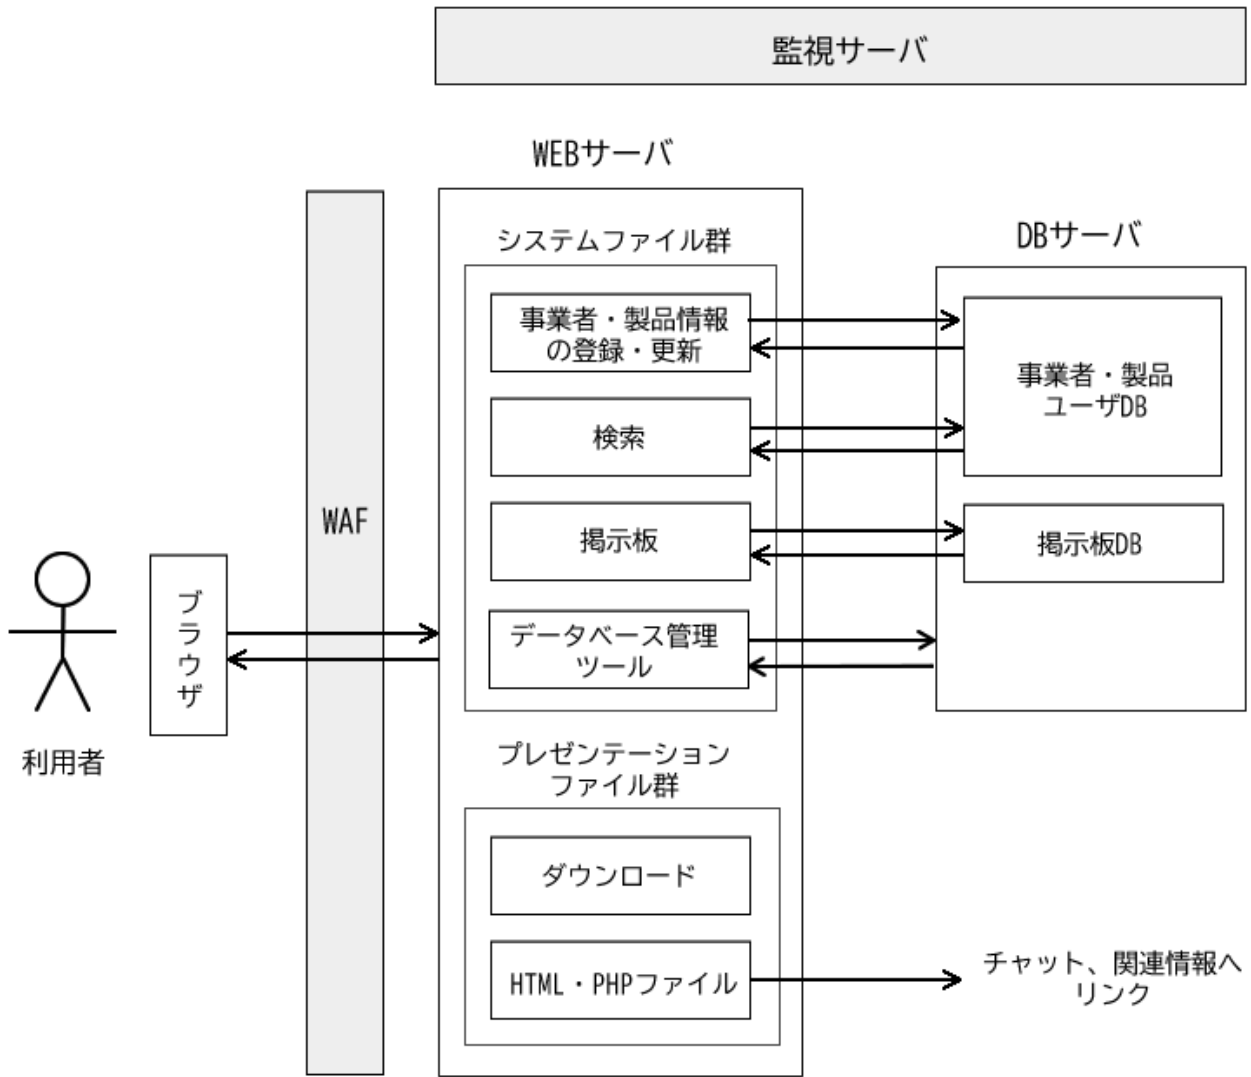 監視サーバ
WEBサーバ
システムファイル群
DBサーバ
事業者・製品情報
の登録・更新
事業者・製品
ユーザDB
検索
WAF
掲示板
掲示板DB
ブラウザ
データベース管理
ツール
利用者
プレゼンテーション
ファイル群
ダウンロード
HTML・PHPファイル
チャット、関連情報へ
リンク